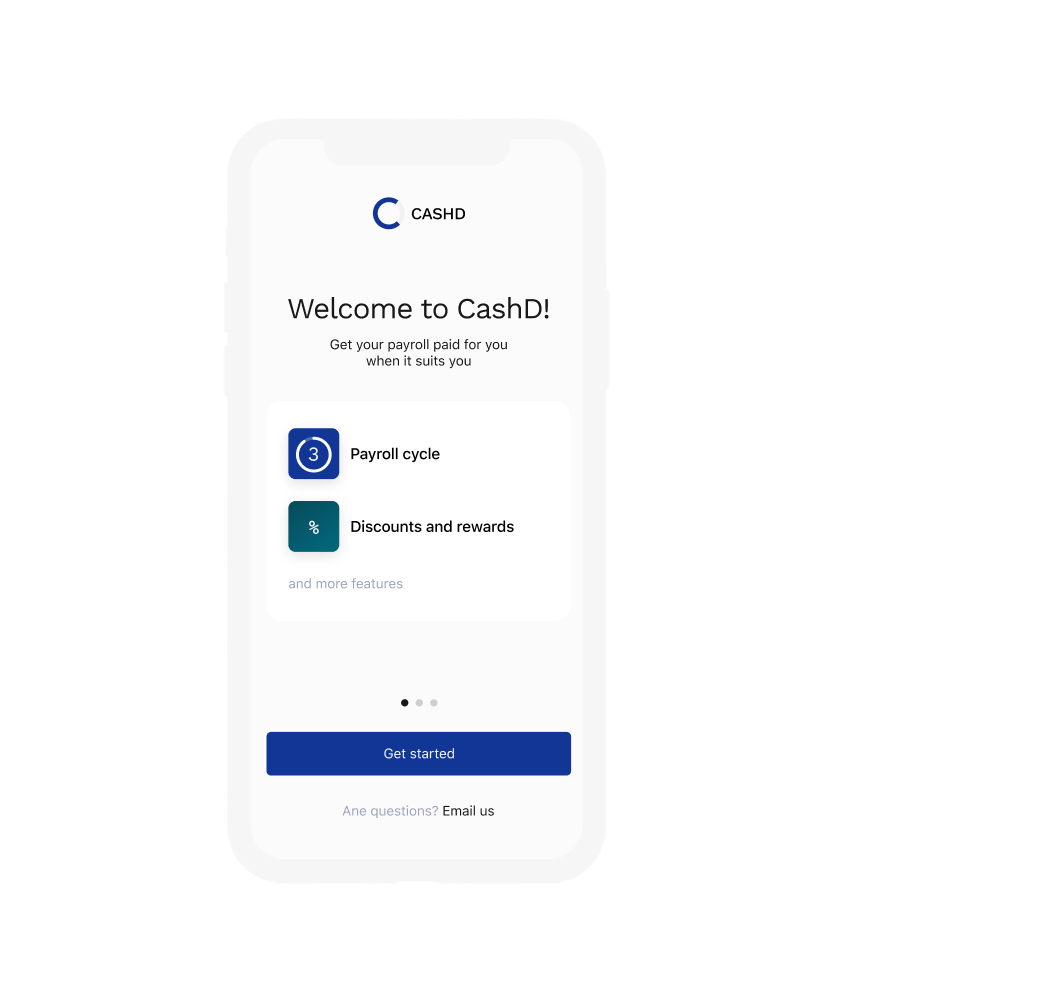 CASHD
Welcome to CashD!
Get your payroll paid for you
when it suits you
3
Payroll cycle
%
Discounts and rewards
and more features
Get started
Ane questions? Email us